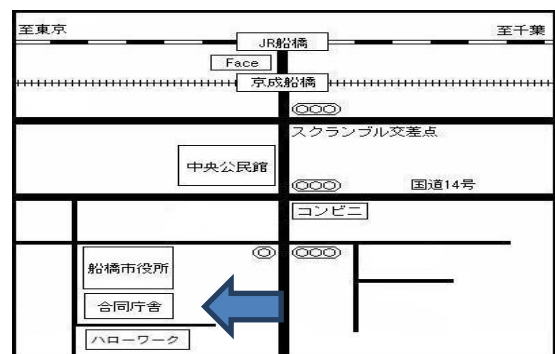 至東京
至千葉
JR船橋
Face
京成船橋
スクランブル交差点
中央公民館
国道14号
コンビニ
船橋市役所
合同庁舎
ハローワーク